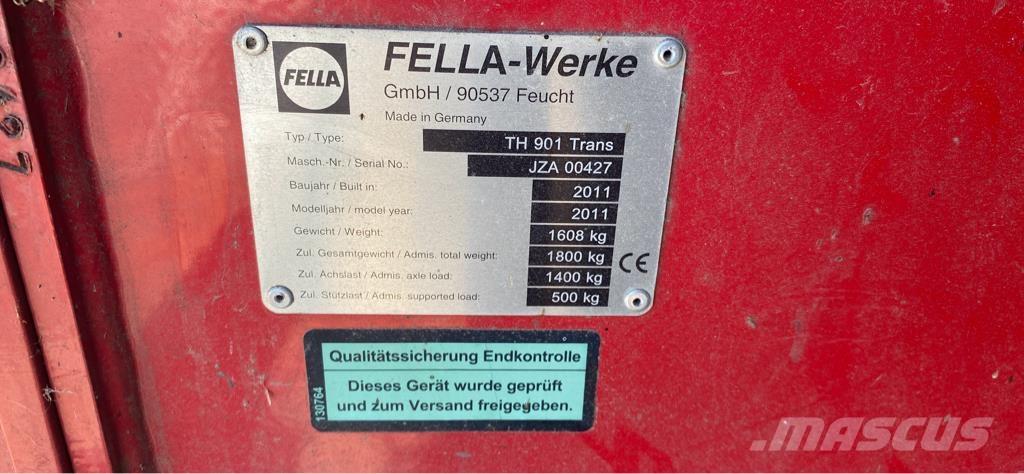 FELLA
FELLA-Werke
GmbH / 90537 Feucht
Made in Germany
Typ / Type: TH 901 Trans
Masch.-Nr. / Serial No.: JZA 00427
Baujahr / Built in: 2011
Modelljahr / model year: 2011
Gewicht / Weight: 1608 kg
Zul. Gesamtgewicht / Admis. total weight: 1800 kg
Zul. Achslast / Admis. axle load: 1400 kg
Zul. Stützlast / Admis. supported load: 500 kg
CE
Qualitätssicherung Endkontrolle
Dieses Gerät wurde geprüft
und zum Versand freigegeben.
130764
MASCUS